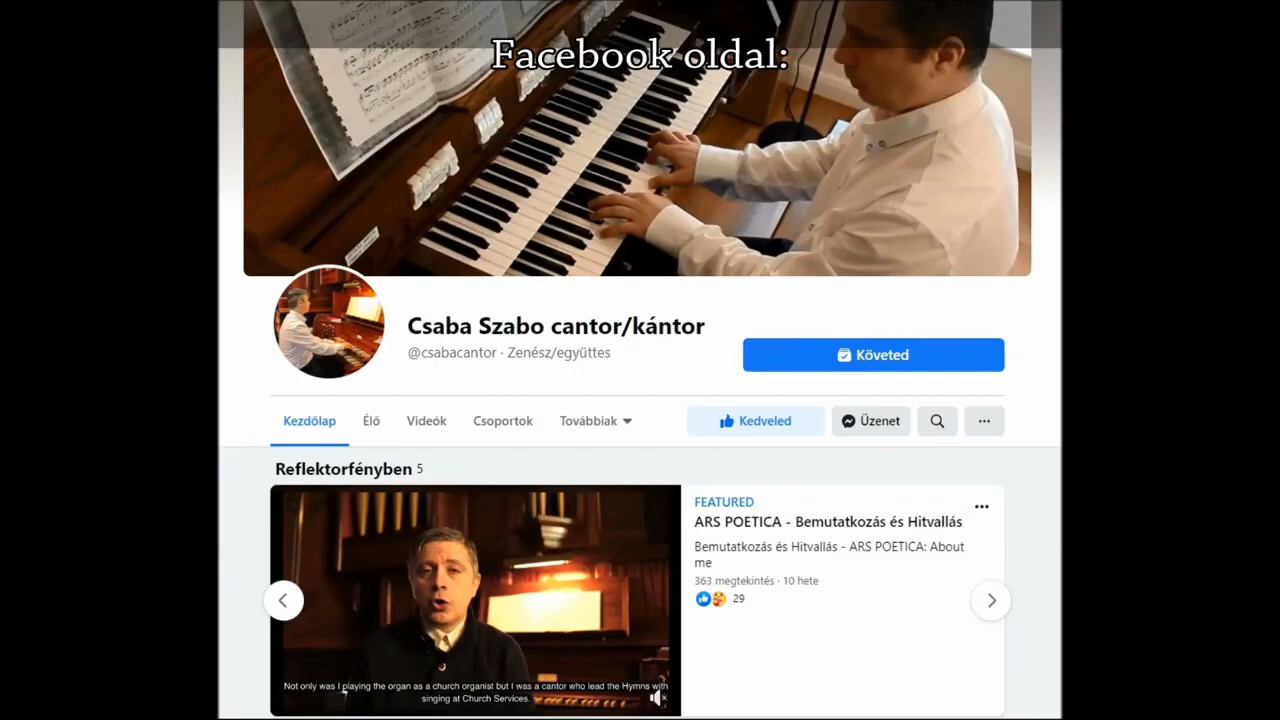 Facebook oldal:
Csaba Szabo cantor/kántor
@csabacantor · Zenész/együttes
Követed
Kezdőlap Élő Videók Csoportok Továbbiak Kedveled Üzenet
Reflektorfényben 5
FEATURED
ARS POETICA - Bemutatkozás és Hitvallás
Bemutatkozás és Hitvallás - ARS POETICA: About
me
363 megtekintés · 10 hete
29
Not only was I playing the organ as a church organist but I was a cantor who lead the Hymns with
singing at Church Services.